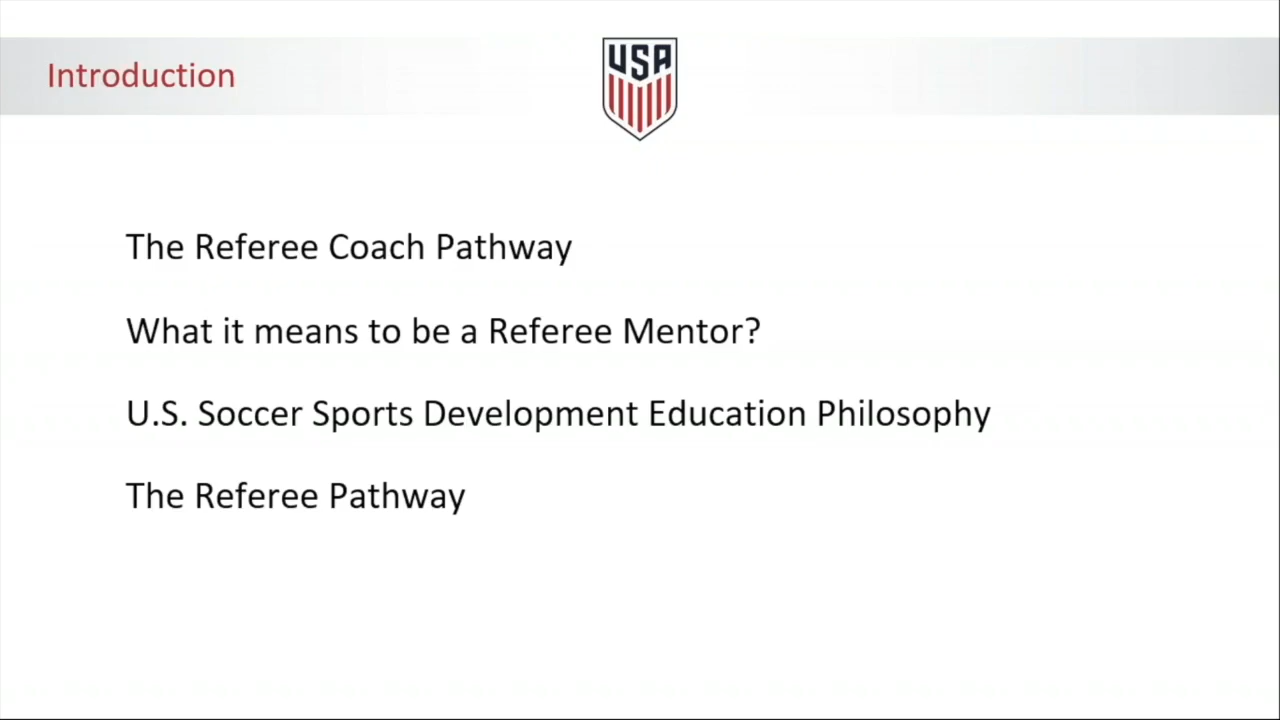 Introduction
USA
The Referee Coach Pathway
What it means to be a Referee Mentor?
U.S. Soccer Sports Development Education Philosophy
The Referee Pathway